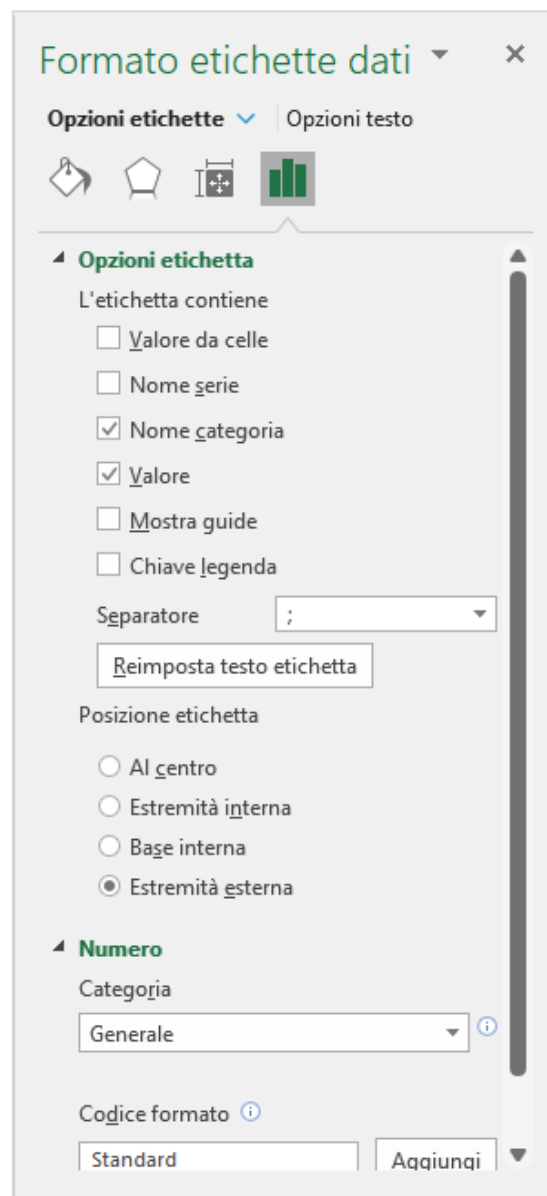 Formato etichette dati
Opzioni etichette Opzioni testo
Opzioni etichetta
L'etichetta contiene
Valore da celle
Nome serie
Nome categoria
Valore
Mostra guide
Chiave legenda
Separatore ;
Reimposta testo etichetta
Posizione etichetta
Al centro
Estremità interna
Base interna
Estremità esterna
Numero
Categoria
Generale
Codice formato
Standard Aggiungi